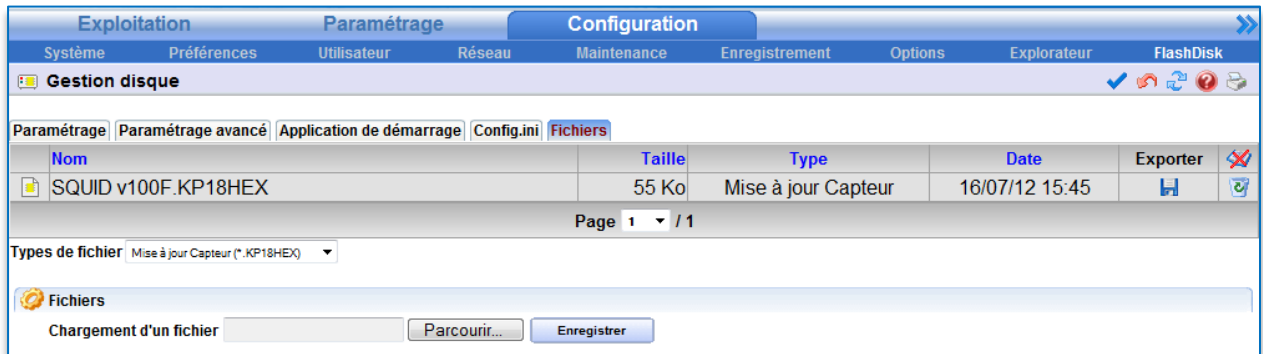 Exploitation Paramétrage Configuration
Système Préférences Utilisateur Réseau Maintenance Enregistrement Options Explorateur FlashDisk
Gestion disque
Paramétrage Paramétrage avancé Application de démarrage Config.ini Fichiers
Nom Taille Type Date Exporter
SQUID v100F.KP18HEX 55 Ko Mise à jour Capteur 16/07/12 15:45
Page 1 / 1
Types de fichier Mise à jour Capteur (*.KP18HEX)
Fichiers
Chargement d'un fichier Parcourir... Enregistrer